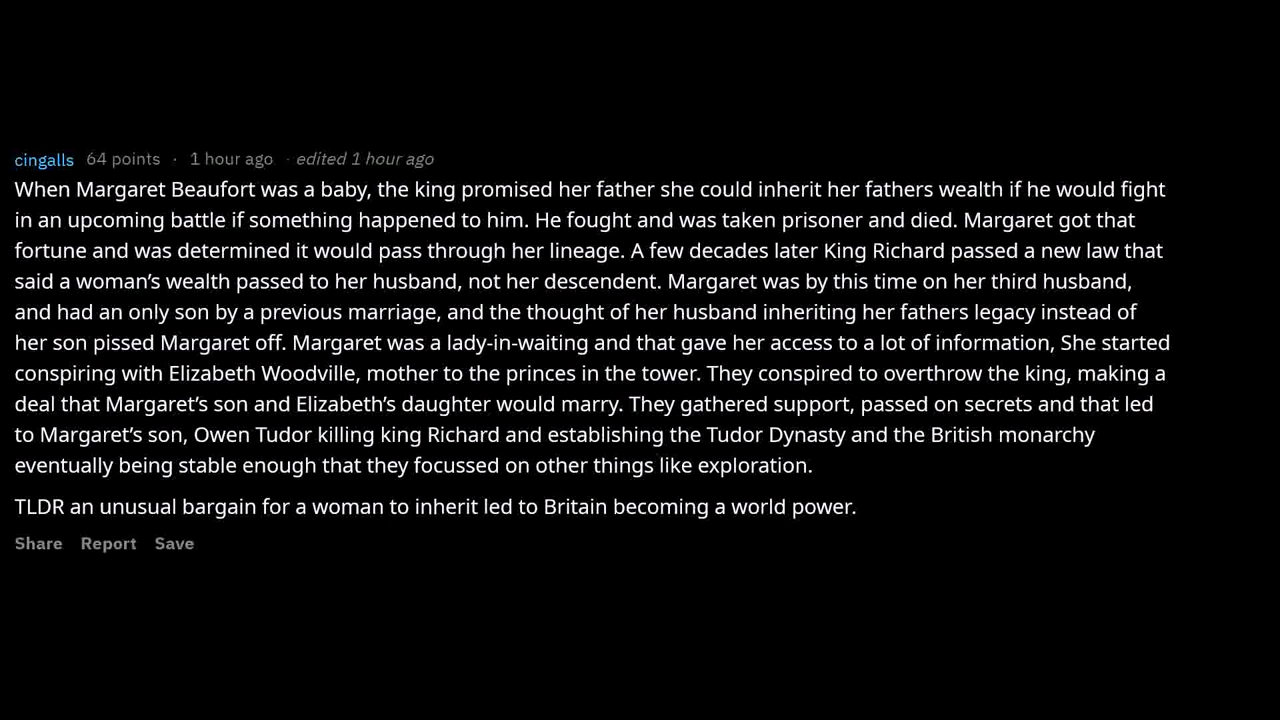 cingalls 64 points · 1 hour ago · edited 1 hour ago
When Margaret Beaufort was a baby, the king promised her father she could inherit her fathers wealth if he would fight
in an upcoming battle if something happened to him. He fought and was taken prisoner and died. Margaret got that
fortune and was determined it would pass through her lineage. A few decades later King Richard passed a new law that
said a woman’s wealth passed to her husband, not her descendent. Margaret was by this time on her third husband,
and had an only son by a previous marriage, and the thought of her husband inheriting her fathers legacy instead of
her son pissed Margaret off. Margaret was a lady-in-waiting and that gave her access to a lot of information, She started
conspiring with Elizabeth Woodville, mother to the princes in the tower. They conspired to overthrow the king, making a
deal that Margaret’s son and Elizabeth’s daughter would marry. They gathered support, passed on secrets and that led
to Margaret’s son, Owen Tudor killing king Richard and establishing the Tudor Dynasty and the British monarchy
eventually being stable enough that they focussed on other things like exploration.
TLDR an unusual bargain for a woman to inherit led to Britain becoming a world power.
Share Report Save